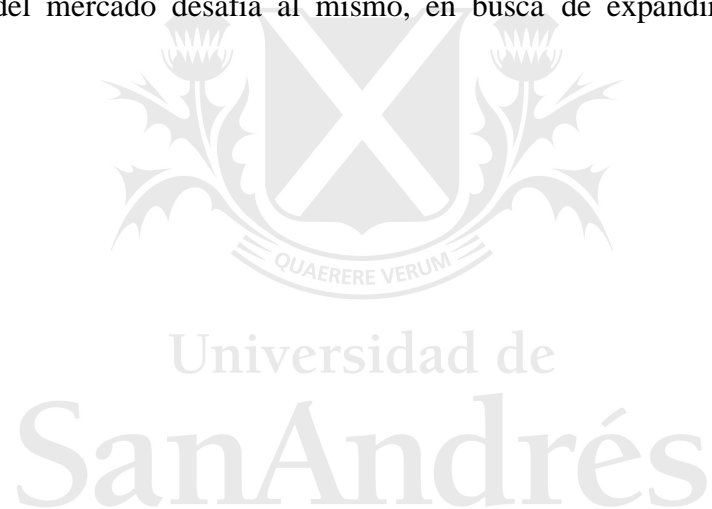 del mercado desafía al mismo, en busca de expandir
QUAERERE VERUM
Universidad de
SanAndrés